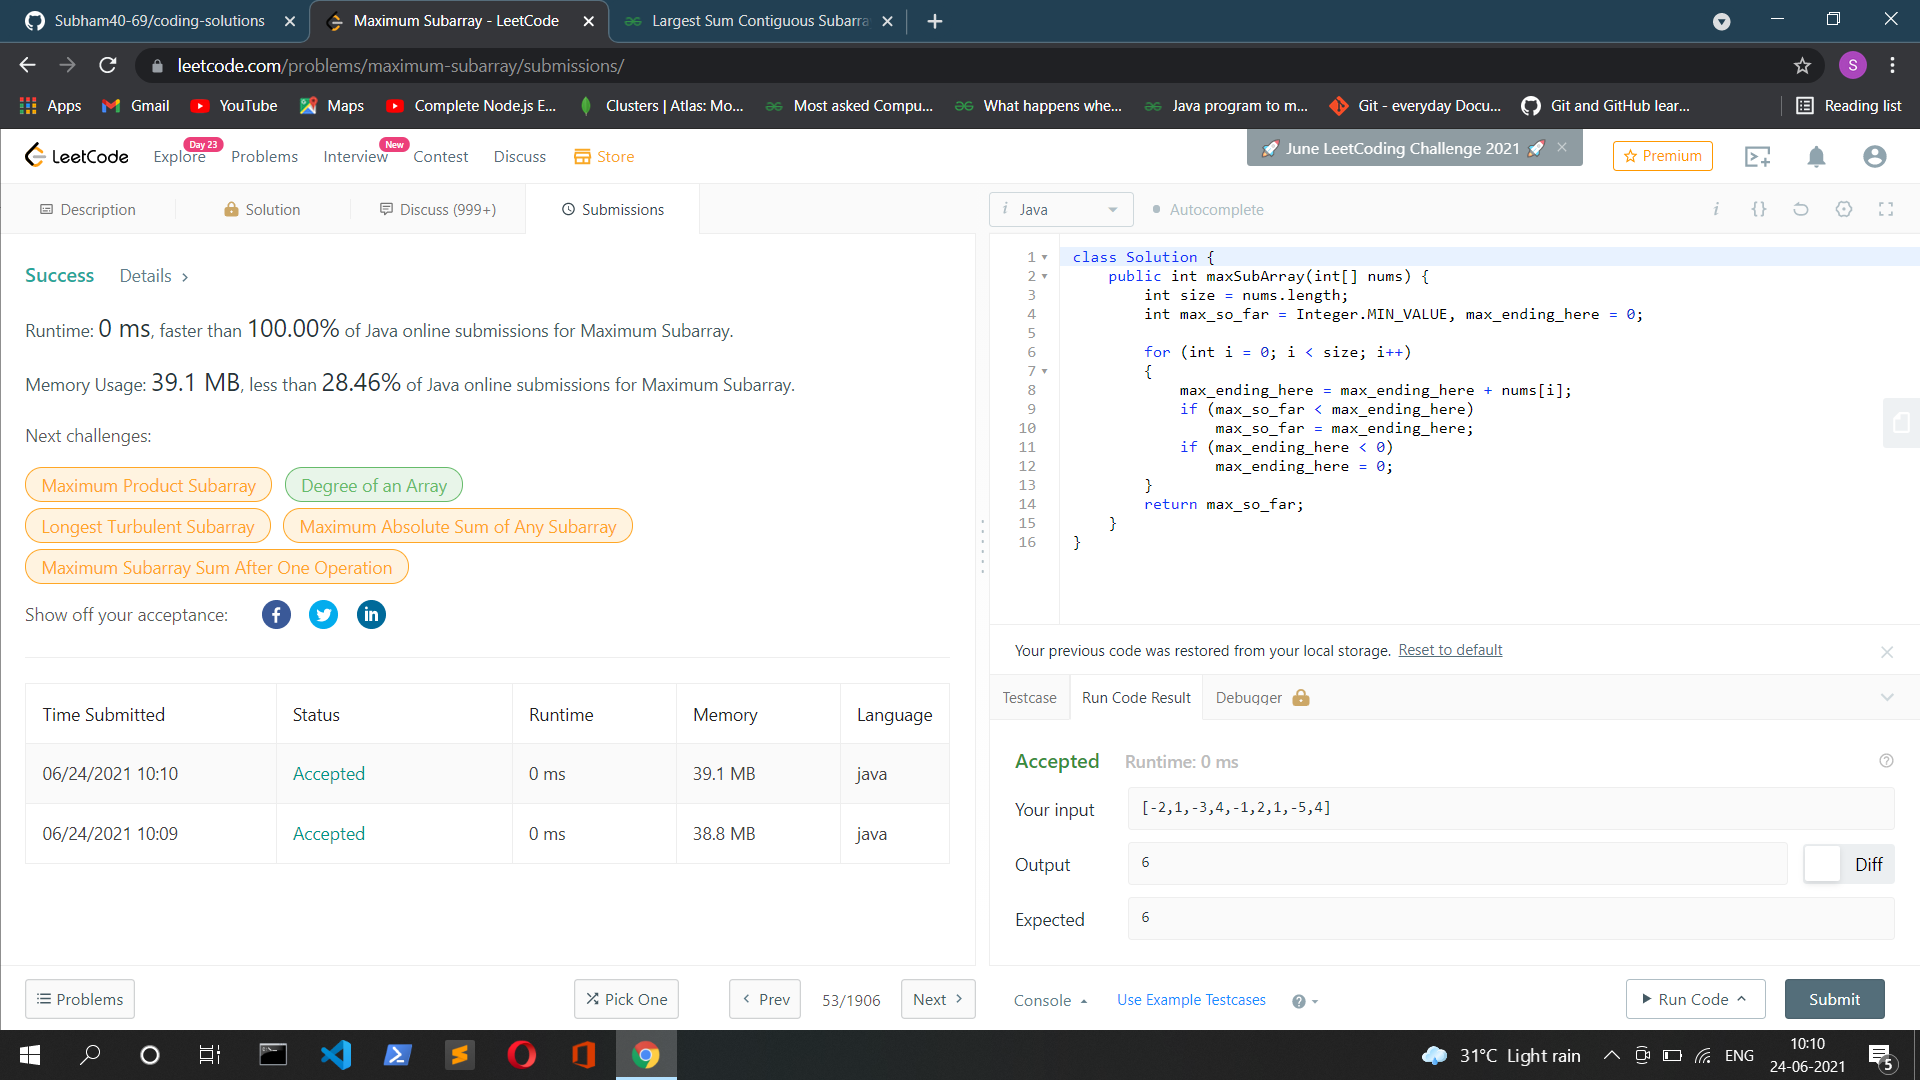 Subham40-69/coding-solutions
Maximum Subarray - LeetCode
Largest Sum Contiguous Subarra
leetcode.com/problems/maximum-subarray/submissions/
S
Apps
Gmail
YouTube
Maps
Complete Node.js E...
Clusters | Atlas: Mo...
Most asked Compu...
What happens whe...
Java program to m...
Git - everyday Docu...
Git and GitHub lear...
Reading list
LeetCode
Explore
Day 23
Problems
Interview
New
Contest
Discuss
Store
🚀 June LeetCoding Challenge 2021 🚀
Premium
Description
Solution
Discuss (999+)
Submissions
i Java
Autocomplete
Success Details >
Runtime: 0 ms, faster than 100.00% of Java online submissions for Maximum Subarray.
Memory Usage: 39.1 MB, less than 28.46% of Java online submissions for Maximum Subarray.
Next challenges:
Maximum Product Subarray
Degree of an Array
Longest Turbulent Subarray
Maximum Absolute Sum of Any Subarray
Maximum Subarray Sum After One Operation
Show off your acceptance:
Time Submitted Status Runtime Memory Language
06/24/2021 10:10 Accepted 0 ms 39.1 MB java
06/24/2021 10:09 Accepted 0 ms 38.8 MB java
Problems
Pick One
< Prev
53/1906
Next >
1 class Solution {
2     public int maxSubArray(int[] nums) {
3         int size = nums.length;
4         int max_so_far = Integer.MIN_VALUE, max_ending_here = 0;
5
6         for (int i = 0; i < size; i++)
7         {
8             max_ending_here = max_ending_here + nums[i];
9             if (max_so_far < max_ending_here)
10                 max_so_far = max_ending_here;
11             if (max_ending_here < 0)
12                 max_ending_here = 0;
13         }
14         return max_so_far;
15     }
16 }
Your previous code was restored from your local storage. Reset to default
Testcase
Run Code Result
Debugger
Accepted Runtime: 0 ms
Your input [-2,1,-3,4,-1,2,1,-5,4]
Output 6
Diff
Expected 6
Console
Use Example Testcases
Run Code
Submit
31°C Light rain
ENG
10:10
24-06-2021
5